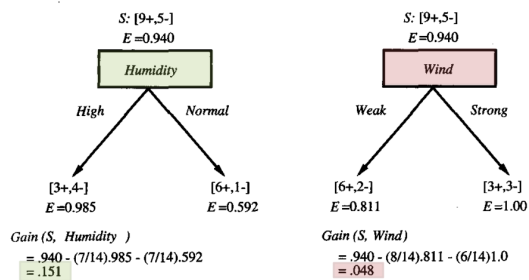 S: [9+,5-]
E =0.940
Humidity
High
Normal
[3+,4-]
E=0.985
[6+,1-]
E=0.592
Gain (S, Humidity )
= .940 - (7/14).985 - (7/14).592
= .151
S: [9+,5-]
E =0.940
Wind
Weak
Strong
[6+,2-]
E=0.811
[3+,3-]
E=1.00
Gain (S, Wind)
= .940 - (8/14).811 - (6/14)1.0
= .048